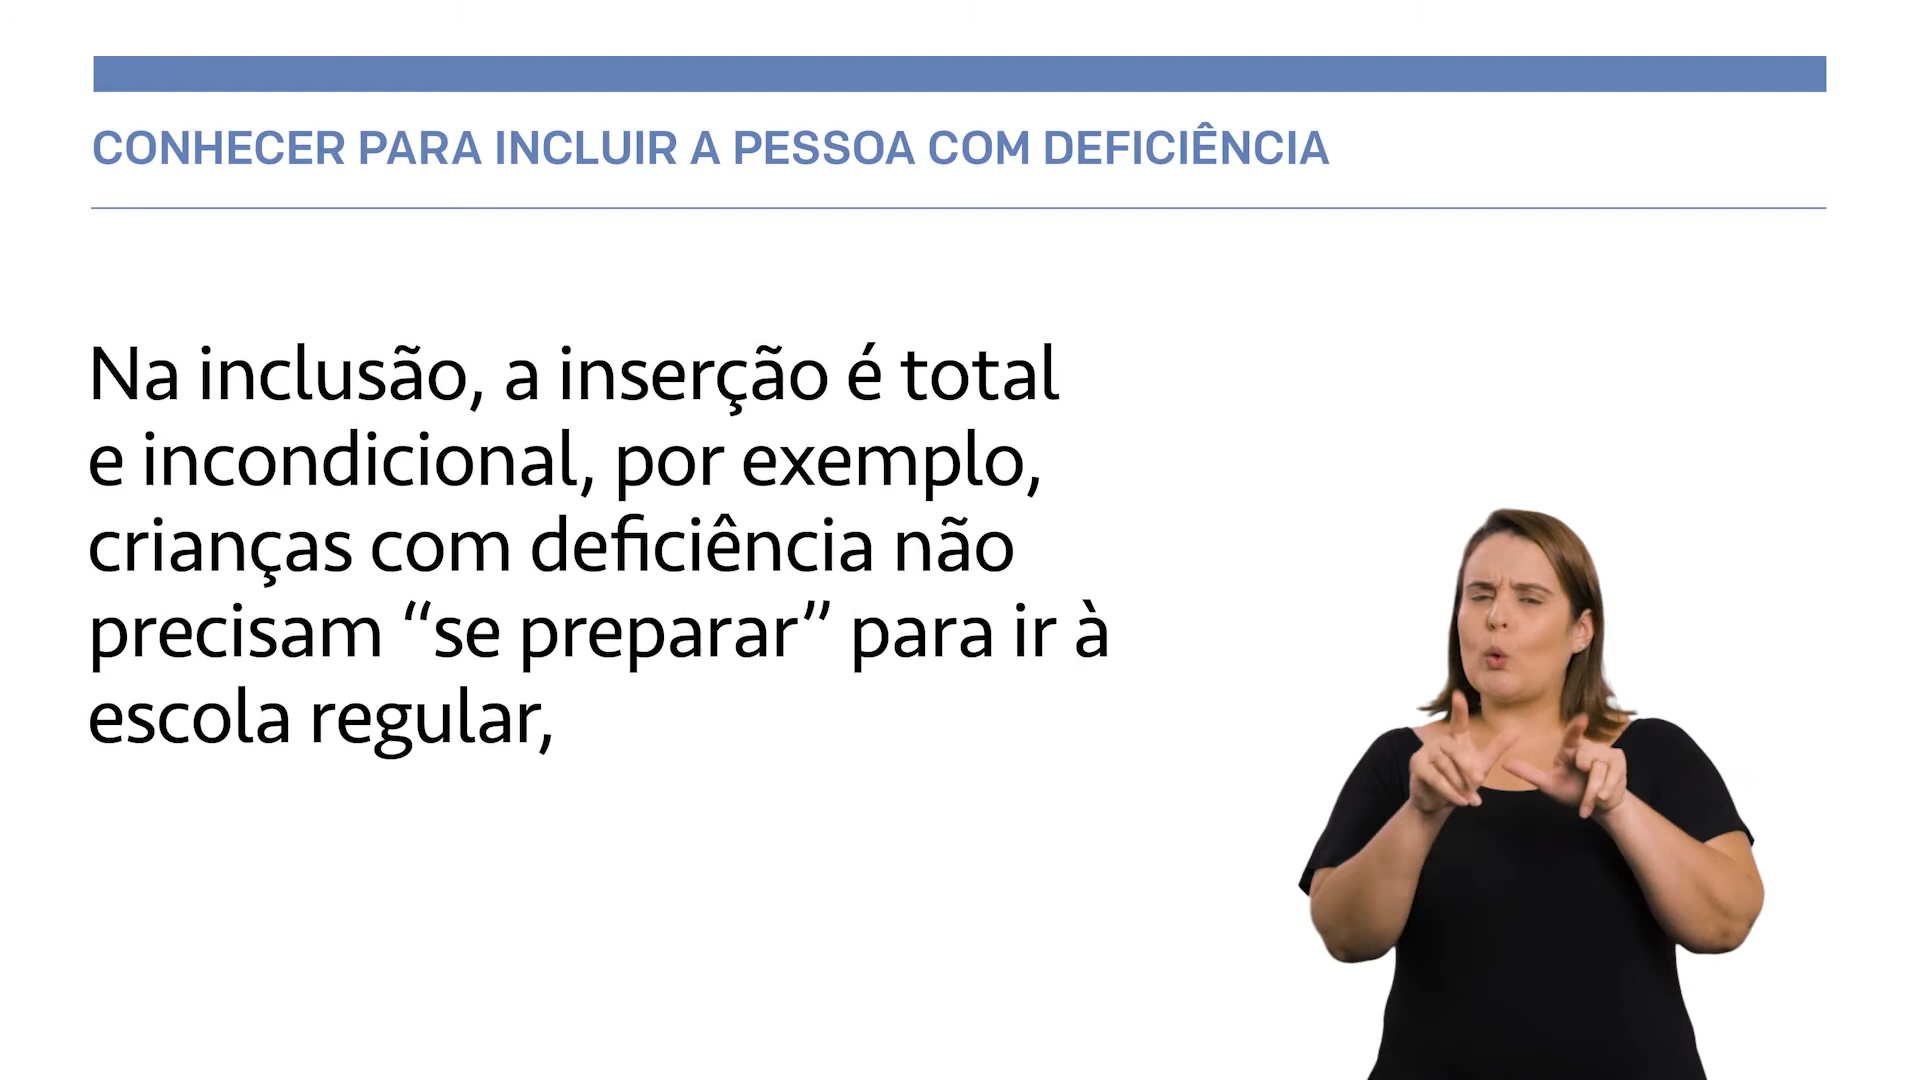 CONHECER PARA INCLUIR A PESSOA COM DEFICIÊNCIA
Na inclusão, a inserção é total
e incondicional, por exemplo,
crianças com deficiência não
precisam “se preparar” para ir à
escola regular,